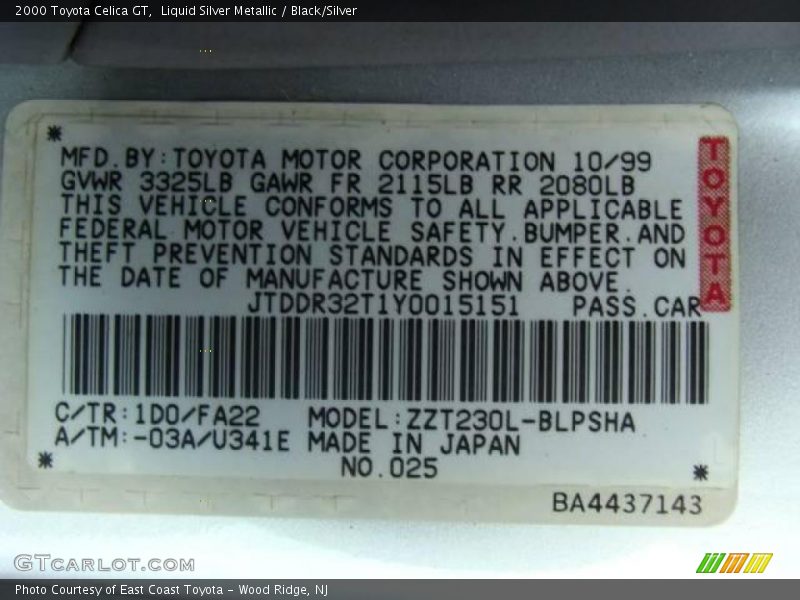 2000 Toyota Celica GT,  Liquid Silver Metallic / Black/Silver
MFD.BY:TOYOTA MOTOR CORPORATION 10/99
GVWR 3325LB GAWR FR 2115LB RR 2080LB
THIS VEHICLE CONFORMS TO ALL APPLICABLE
FEDERAL MOTOR VEHICLE SAFETY.BUMPER.AND
THEFT PREVENTION STANDARDS IN EFFECT ON
THE DATE OF MANUFACTURE SHOWN ABOVE.
JTDDR32T1Y0015151 PASS.CAR
TOYOTA
C/TR:1D0/FA22 MODEL:ZZT230L-BLPSHA
A/TM:-03A/U341E MADE IN JAPAN
NO.025
BA4437143
GTCARLOT.COM
Photo Courtesy of East Coast Toyota - Wood Ridge, NJ